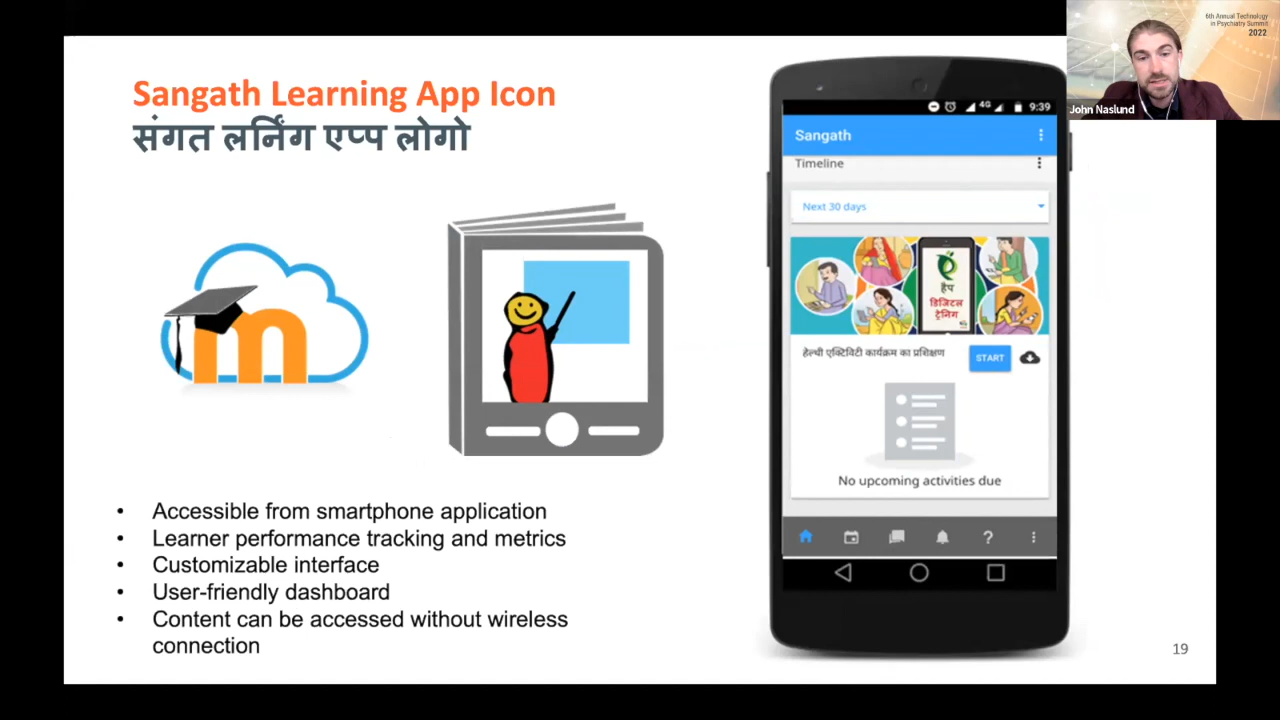 Sangath Learning App Icon
संगत लर्निंग एप्प लोगो
m
• Accessible from smartphone application
• Learner performance tracking and metrics
• Customizable interface
• User-friendly dashboard
• Content can be accessed without wireless
connection
4G 9:39
Sangath
Timeline
Next 30 days
हैप
डिजिटल
ट्रेनिंग
हेल्थी एक्टिविटी कार्यक्रम का प्रशिक्षण
START
No upcoming activities due
?
19
6th Annual Technology
in Psychiatry Summit
2022
John Naslund